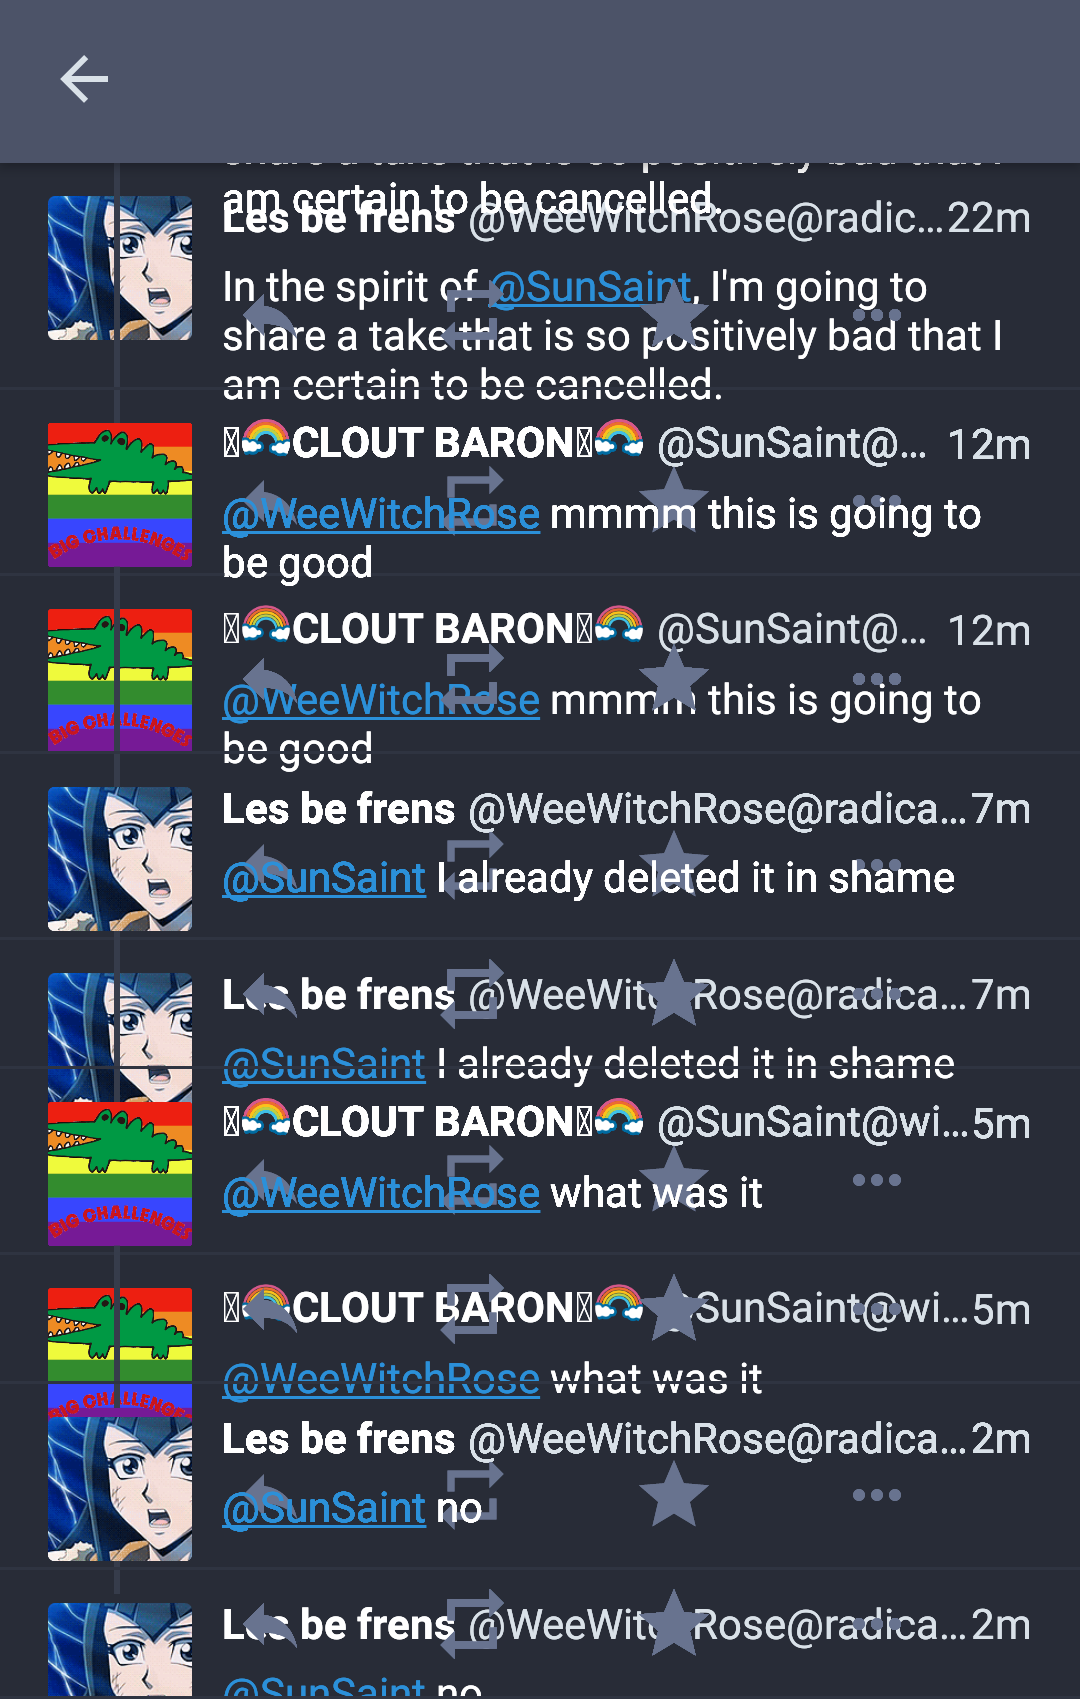 share a take that is so positively bad that I
am certain to be cancelled.
Les be frens @WeeWitchRose@radic... 22m
In the spirit of @SunSaint, I'm going to
share a take that is so positively bad that I
am certain to be cancelled.
🌈CLOUT BARON🌈 @SunSaint@... 12m
@WeeWitchRose mmmm this is going to
be good
BIG CHALLENGES
🌈CLOUT BARON🌈 @SunSaint@... 12m
@WeeWitchRose mmmm this is going to
be good
BIG CHALLENGES
Les be frens @WeeWitchRose@radica... 7m
@SunSaint I already deleted it in shame
Les be frens @WeeWitchRose@radica... 7m
@SunSaint I already deleted it in shame
🌈CLOUT BARON🌈 @SunSaint@wi... 5m
@WeeWitchRose what was it
BIG CHALLENGES
🌈CLOUT BARON🌈 @SunSaint@wi... 5m
@WeeWitchRose what was it
BIG CHALLENGES
Les be frens @WeeWitchRose@radica... 2m
@SunSaint no
Les be frens @WeeWitchRose@radica... 2m
@SunSaint no